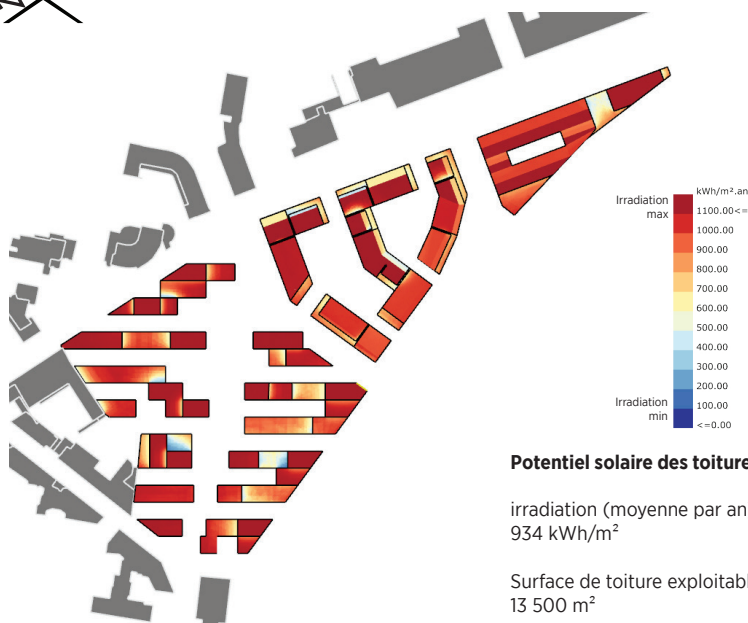 kWh/m².an
Irradiation
max
1100.00<=
1000.00
900.00
800.00
700.00
600.00
500.00
400.00
300.00
200.00
Irradiation
min
100.00
<=0.00
Potentiel solaire des toiture
irradiation (moyenne par an
934 kWh/m²
Surface de toiture exploitabl
13 500 m²